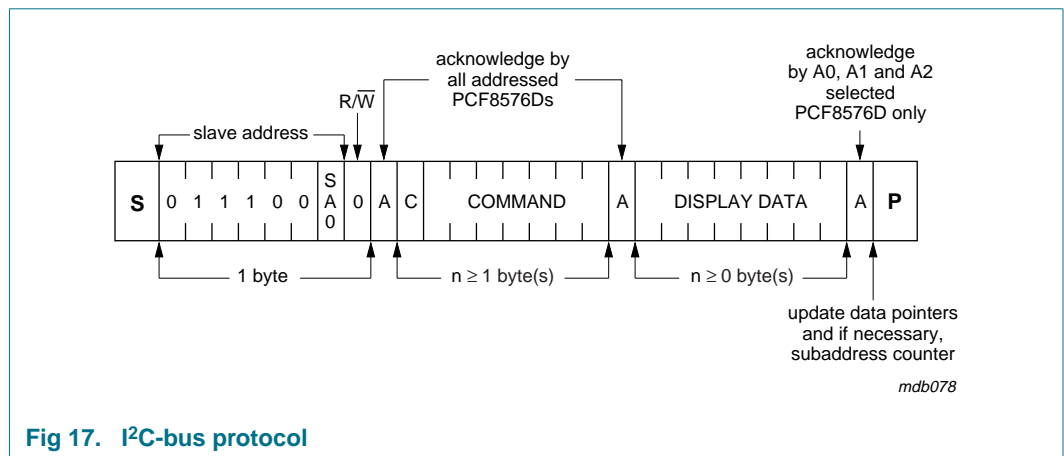 acknowledge by
all addressed
PCF8576Ds
acknowledge
by A0, A1 and A2
selected
PCF8576D only
R/W̅
slave address
S 0 1 1 1 0 0 SA0 0 A C COMMAND A DISPLAY DATA A P
1 byte
n ≥ 1 byte(s)
n ≥ 0 byte(s)
update data pointers
and if necessary,
subaddress counter
mdb078
Fig 17. I²C-bus protocol